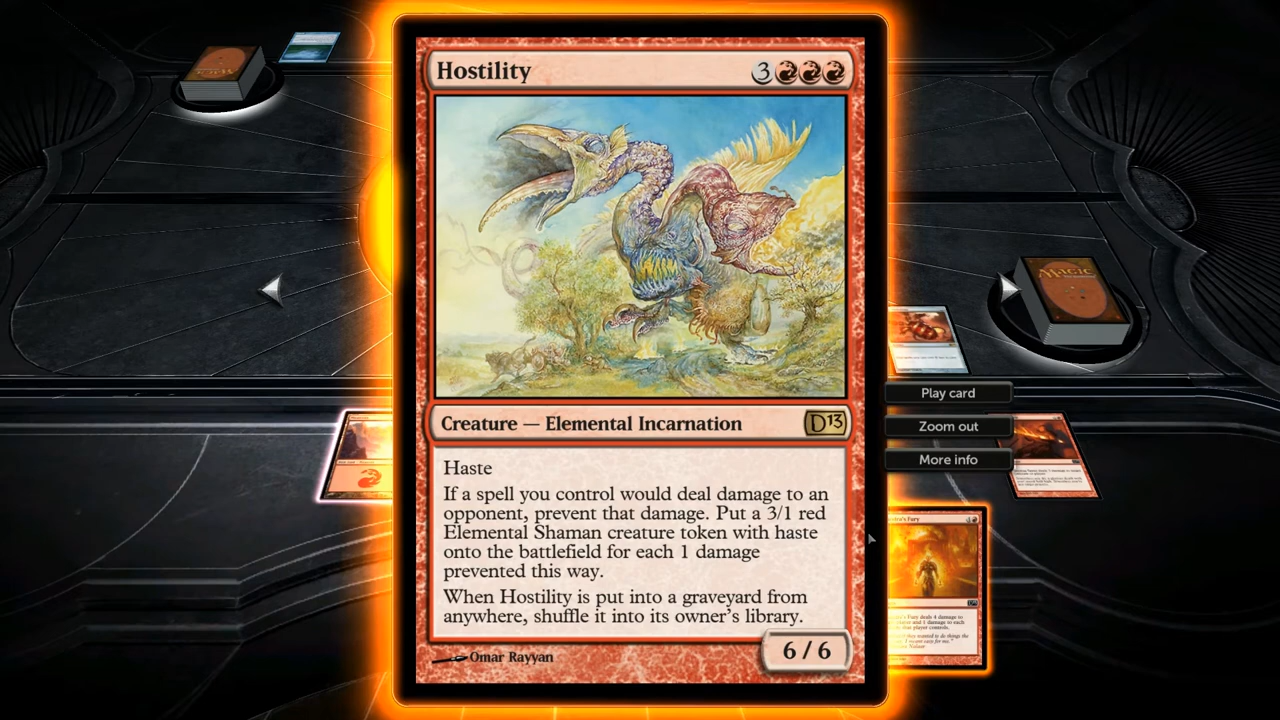 Hostility
3
Creature — Elemental Incarnation
D13
Haste
If a spell you control would deal damage to an
opponent, prevent that damage. Put a 3/1 red
Elemental Shaman creature token with haste
onto the battlefield for each 1 damage
prevented this way.
When Hostility is put into a graveyard from
anywhere, shuffle it into its owner's library.
6 / 6
Omar Rayyan
MAGIC
Play card
Zoom out
More info
Fury